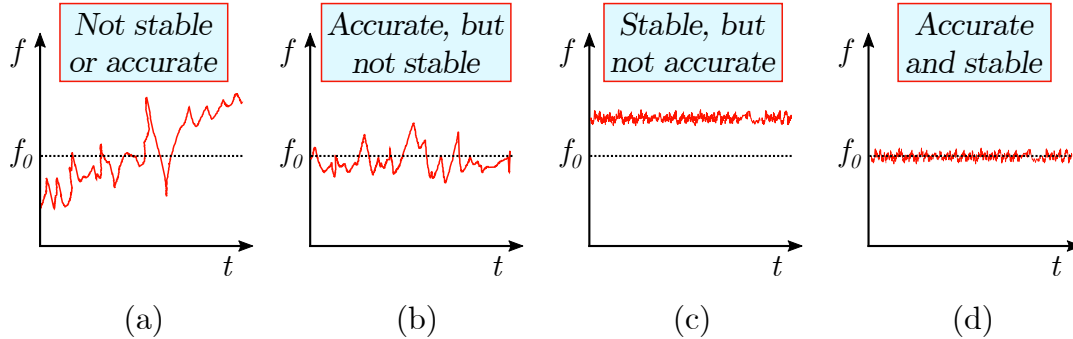 Not stable
or accurate
f
f0
t
(a)
Accurate, but
not stable
f
f0
t
(b)
Stable, but
not accurate
f
f0
t
(c)
Accurate
and stable
f
f0
t
(d)